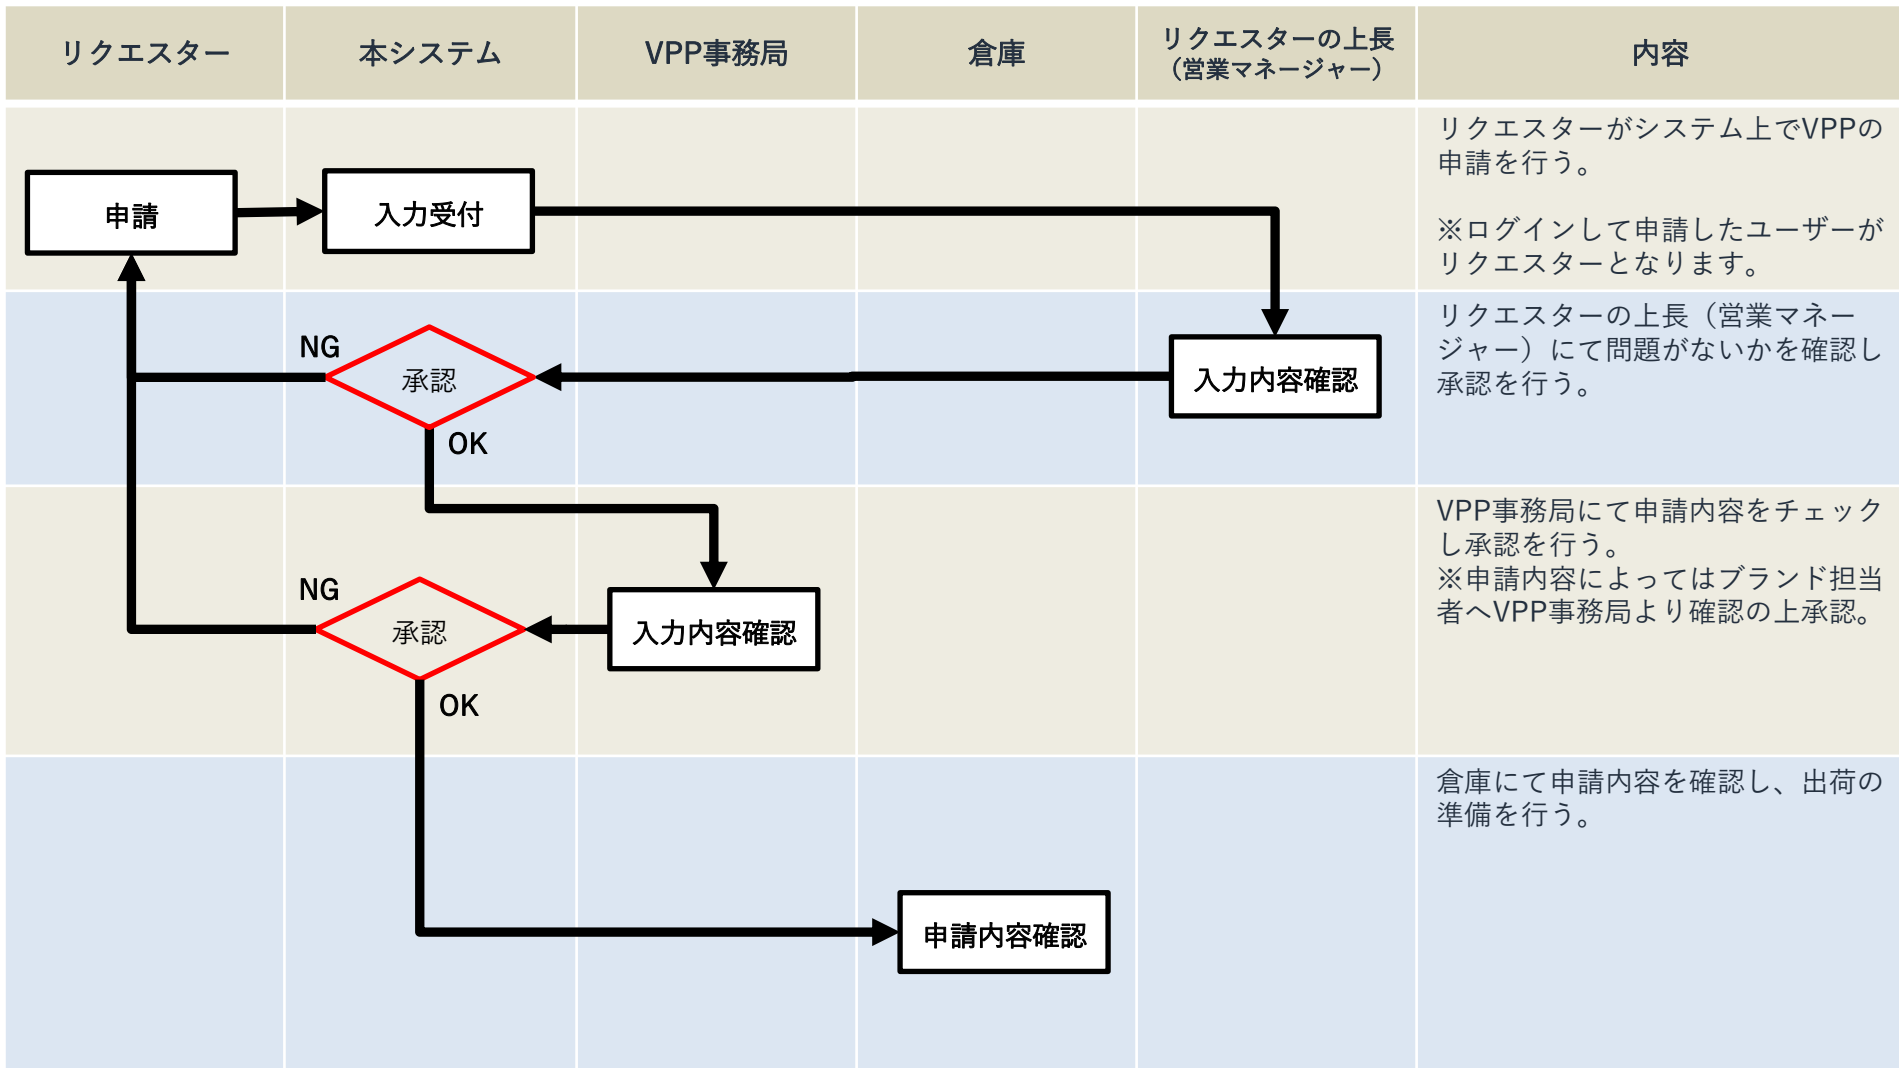 リクエスター
本システム
VPP事務局
倉庫
リクエスターの上長
（営業マネージャー）
内容
申請
入力受付
リクエスターがシステム上でVPPの
申請を行う。
※ログインして申請したユーザーが
リクエスターとなります。
NG
承認
OK
入力内容確認
リクエスターの上長（営業マネー
ジャー）にて問題がないかを確認し
承認を行う。
NG
承認
OK
入力内容確認
VPP事務局にて申請内容をチェック
し承認を行う。
※申請内容によってはブランド担当
者へVPP事務局より確認の上承認。
申請内容確認
倉庫にて申請内容を確認し、出荷の
準備を行う。